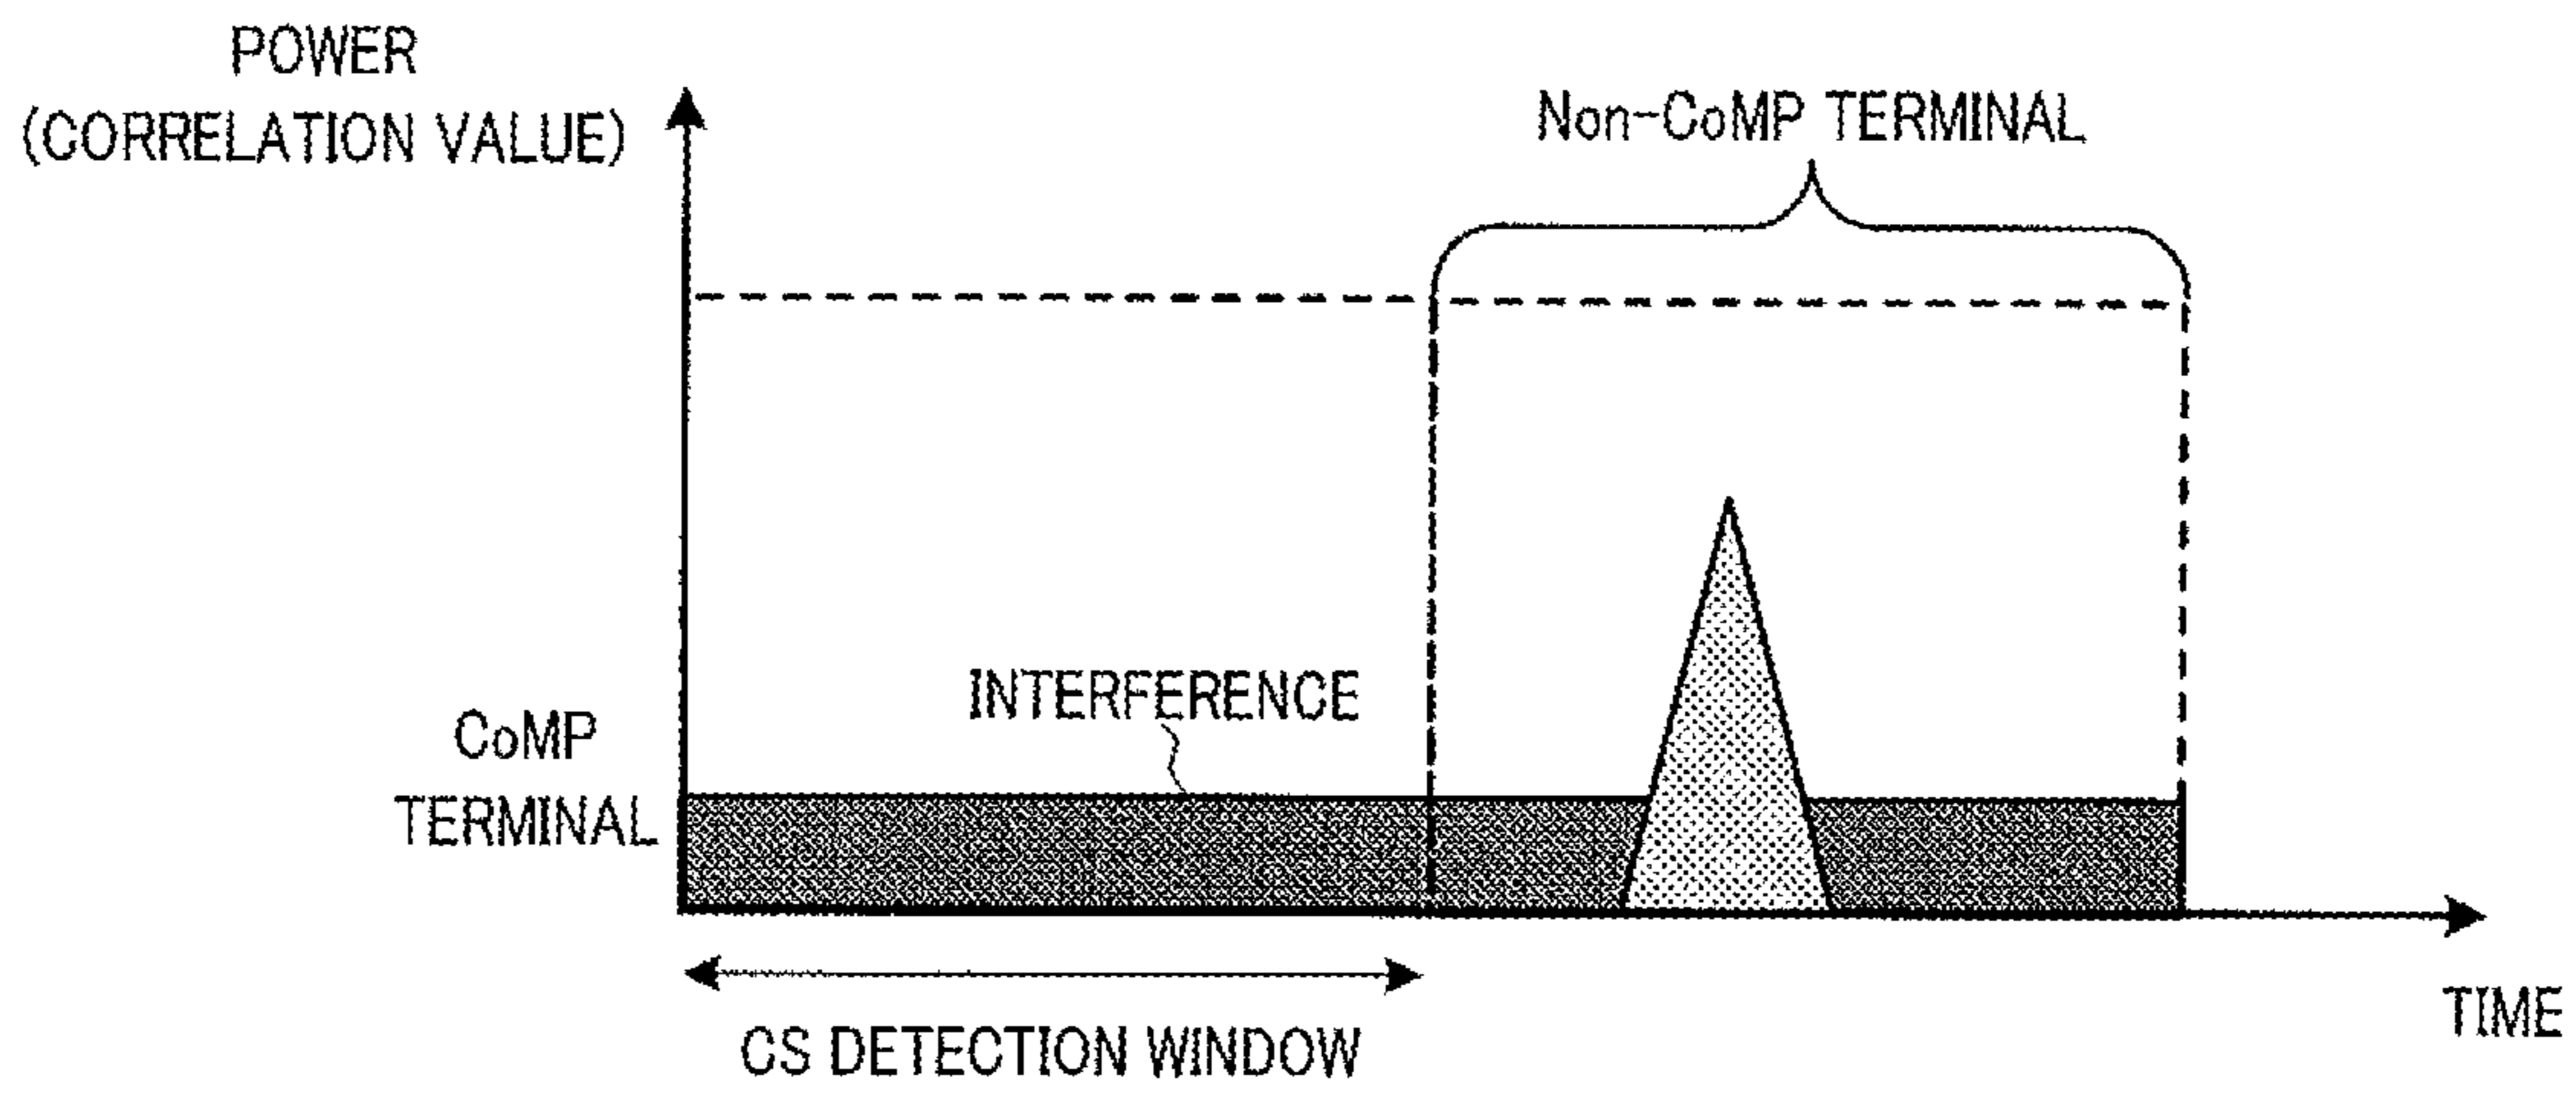 POWER
(CORRELATION VALUE)
Non-CoMP TERMINAL
INTERFERENCE
CoMP
TERMINAL
CS DETECTION WINDOW
TIME